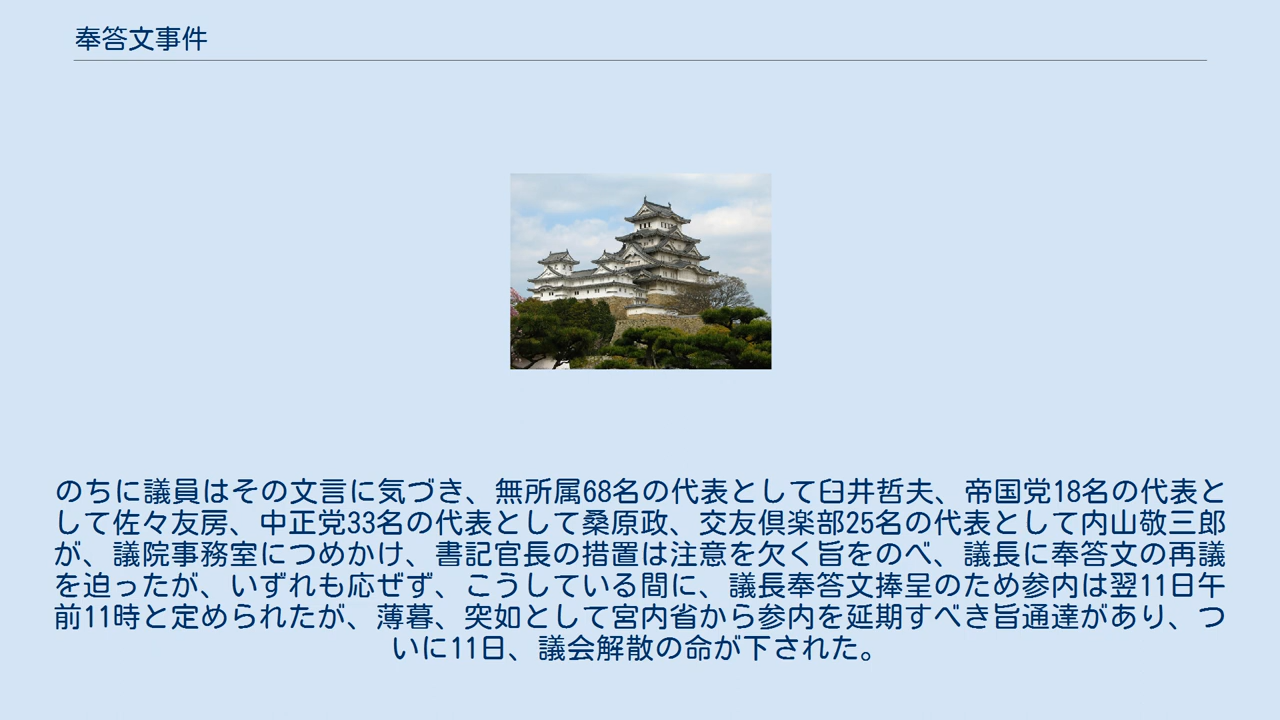 奉答文事件
のちに議員はその文言に気づき、無所属68名の代表として臼井哲夫、帝国党18名の代表と
して佐々友房、中正党33名の代表として桑原政、交友倶楽部25名の代表として内山敬三郎
が、議院事務室につめかけ、書記官長の措置は注意を欠く旨をのべ、議長に奉答文の再議
を迫ったが、いずれも応ぜず、こうしている間に、議長奉答文捧呈のため参内は翌11日午
前11時と定められたが、薄暮、突如として宮内省から参内を延期すべき旨通達があり、つ
いに11日、議会解散の命が下された。